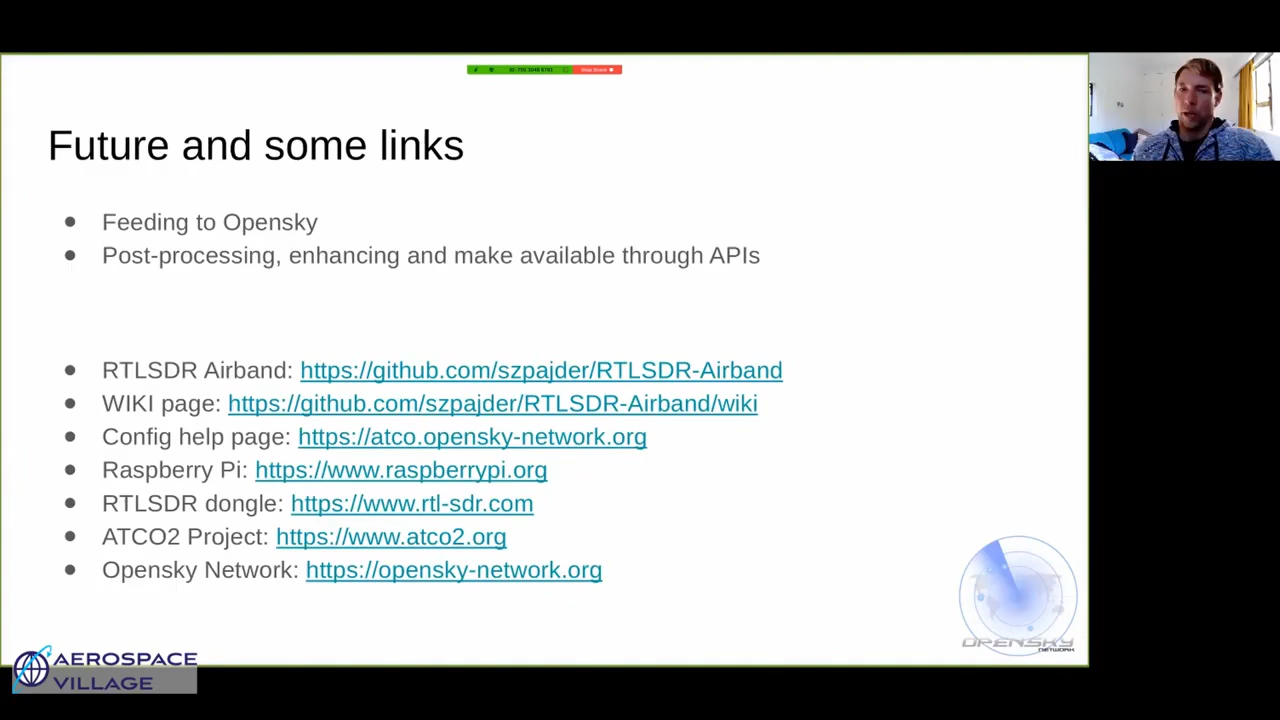 Future and some links
● Feeding to Opensky
● Post-processing, enhancing and make available through APIs
● RTLSDR Airband: https://github.com/szpajder/RTLSDR-Airband
● WIKI page: https://github.com/szpajder/RTLSDR-Airband/wiki
● Config help page: https://atco.opensky-network.org
● Raspberry Pi: https://www.raspberrypi.org
● RTLSDR dongle: https://www.rtl-sdr.com
● ATCO2 Project: https://www.atco2.org
● Opensky Network: https://opensky-network.org
OPENSKY
NETWORK
AEROSPACE
VILLAGE